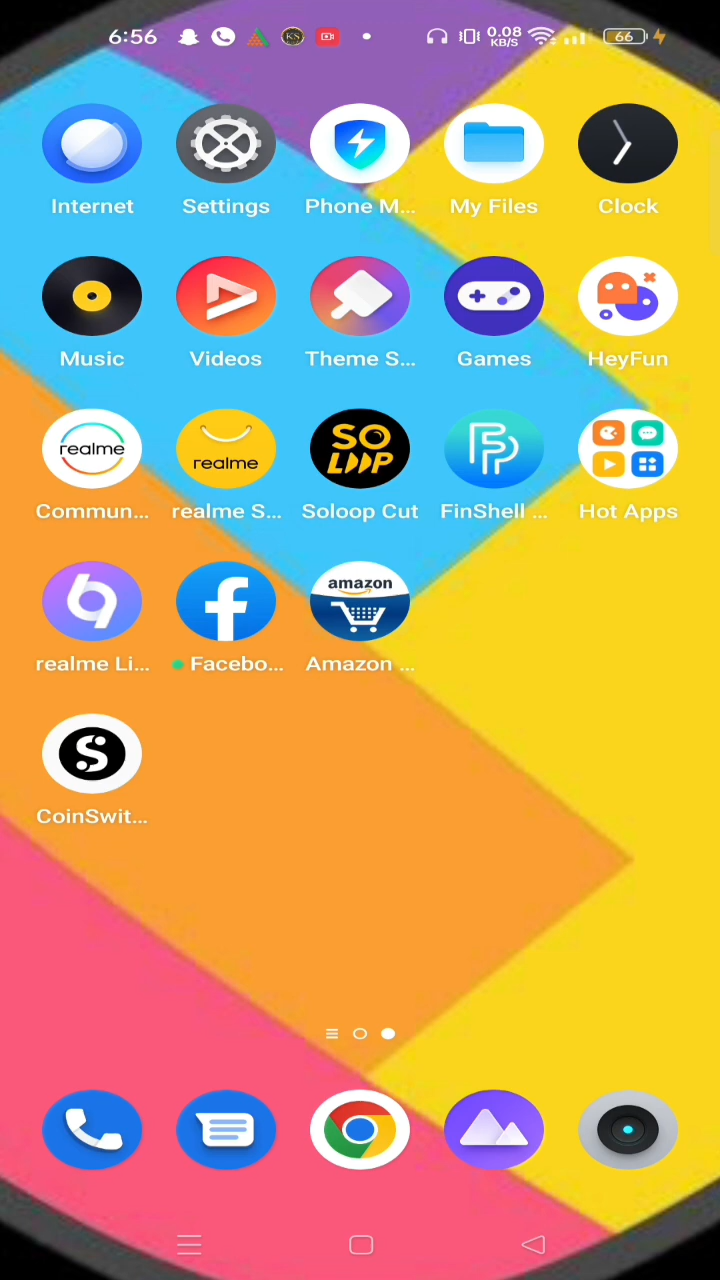 6:56 KS 0.08 KB/S 66
Internet Settings Phone M... My Files Clock
Music Videos Theme S... Games HeyFun
realme realme SO LOOP
Commun... realme S... Soloop Cut FinShell ... Hot Apps
amazon
realme Li... Facebo... Amazon ...
CoinSwit...